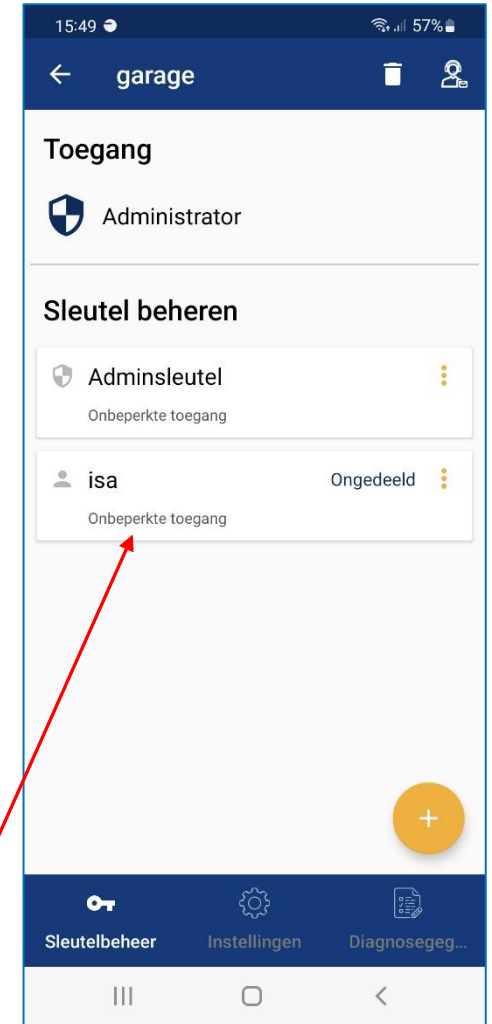 15:49 57%
garage
Toegang
Administrator
Sleutel beheren
Adminsleutel
Onbeperkte toegang
isa Ongedeeld
Onbeperkte toegang
+
Sleutelbeheer Instellingen Diagnosegeg...